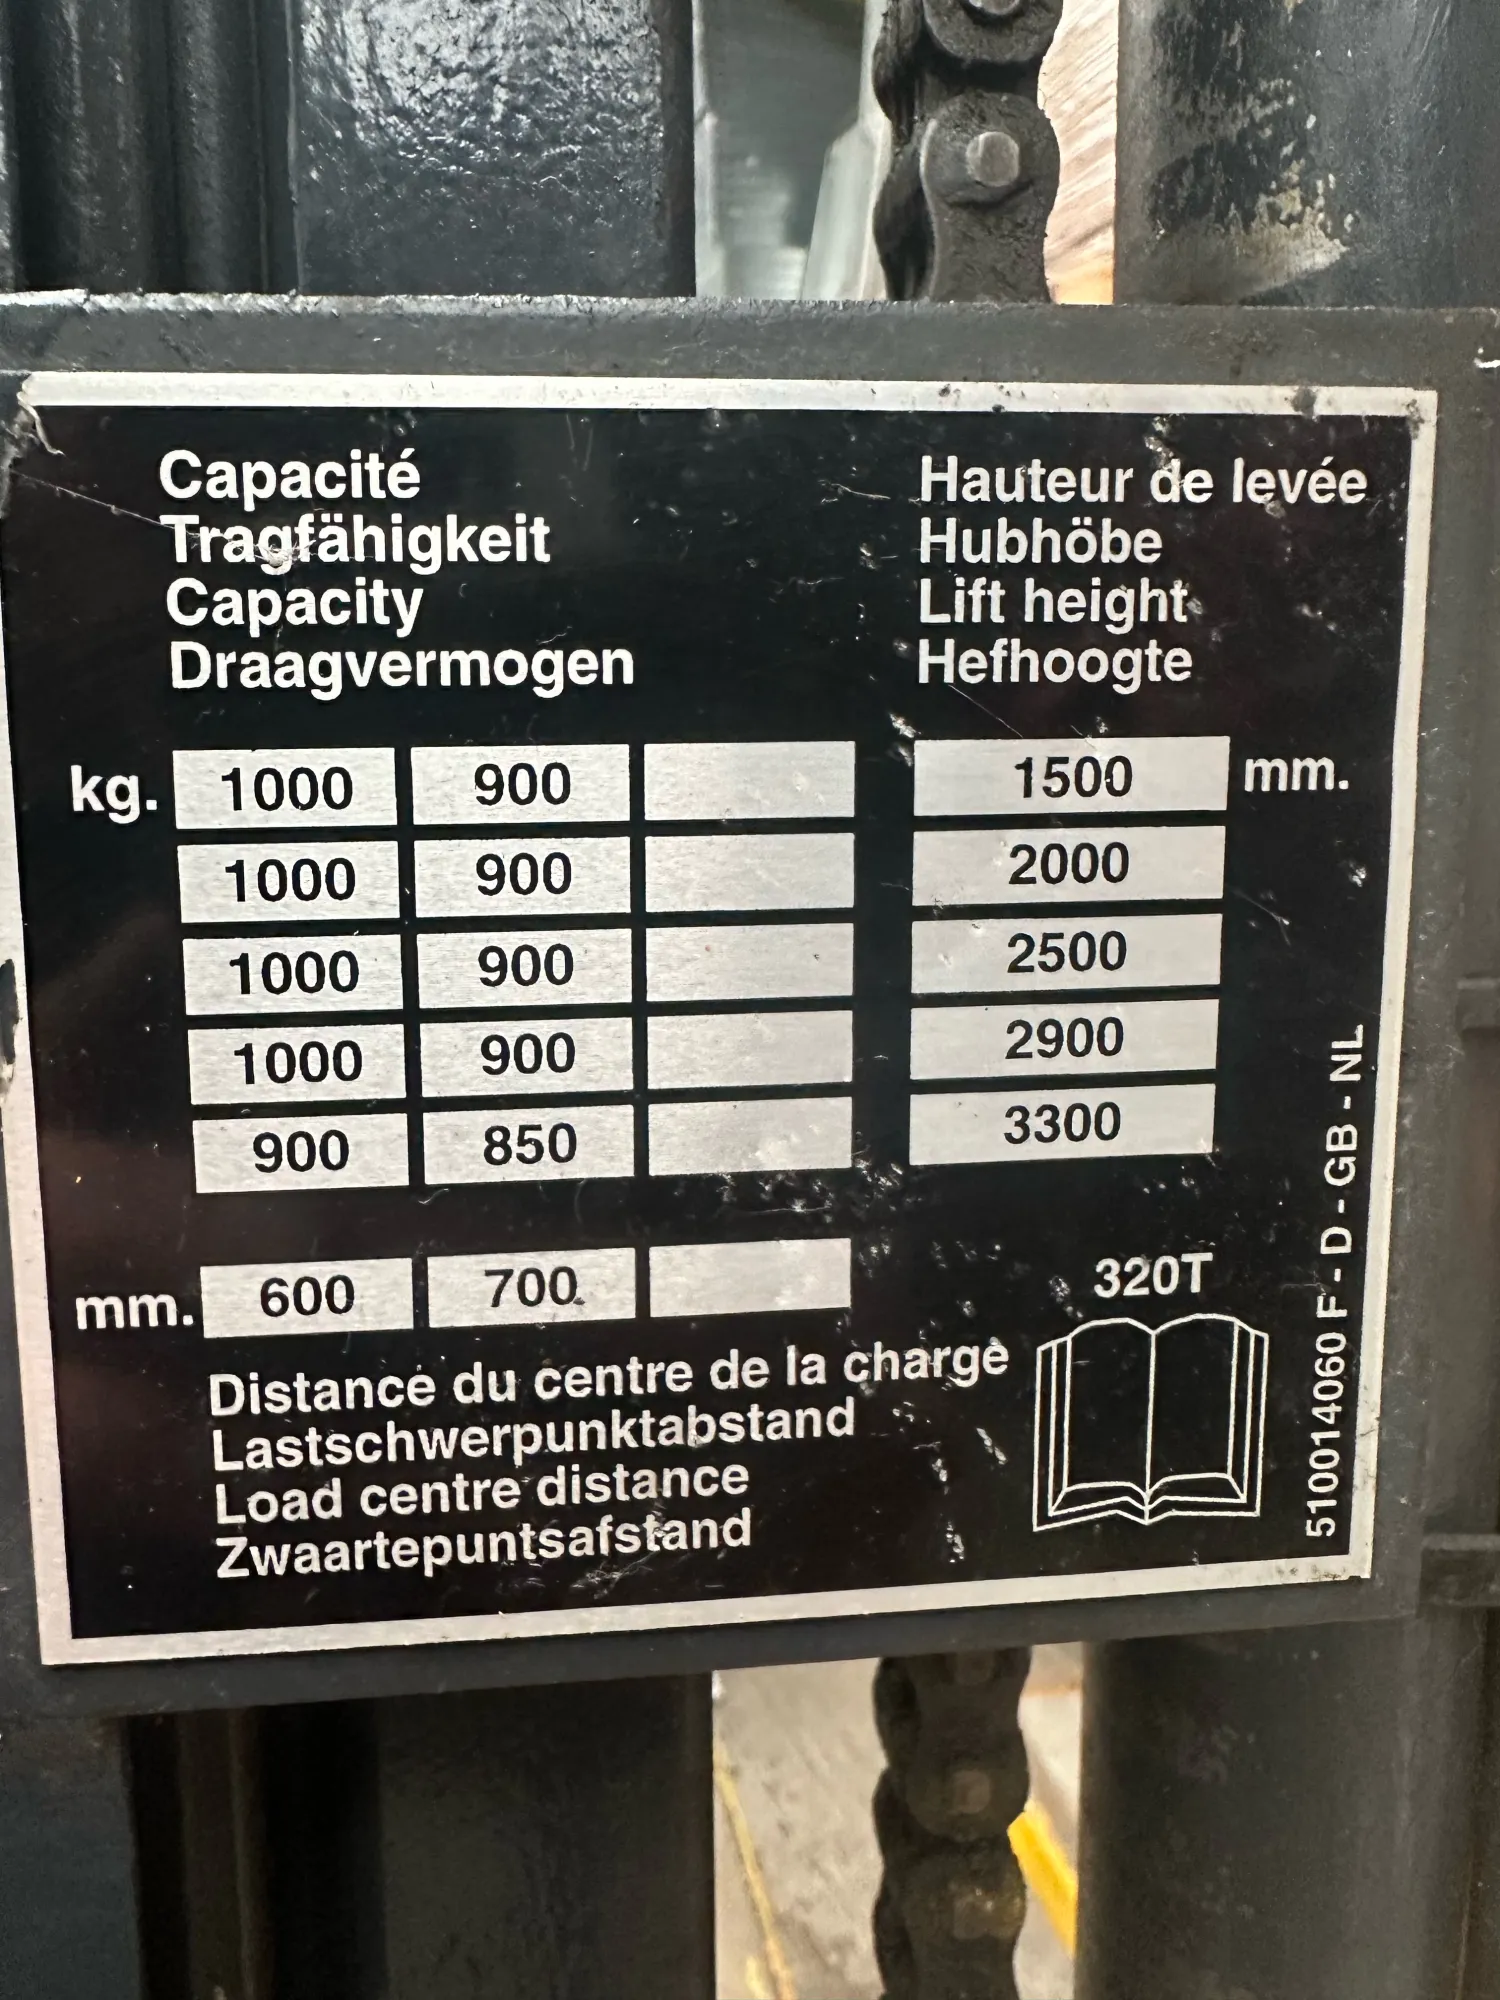 Capacité
Tragfähigkeit
Capacity
Draagvermogen
Hauteur de levée
Hubhöbe
Lift height
Hefhoogte
kg. 1000 900 1500 mm.
1000 900 2000
1000 900 2500
1000 900 2900
900 850 3300
mm. 600 700
Distance du centre de la charge
Lastschwerpunktabstand
Load centre distance
Zwaartepuntsafstand
320T
510014060 F - D - GB - NL